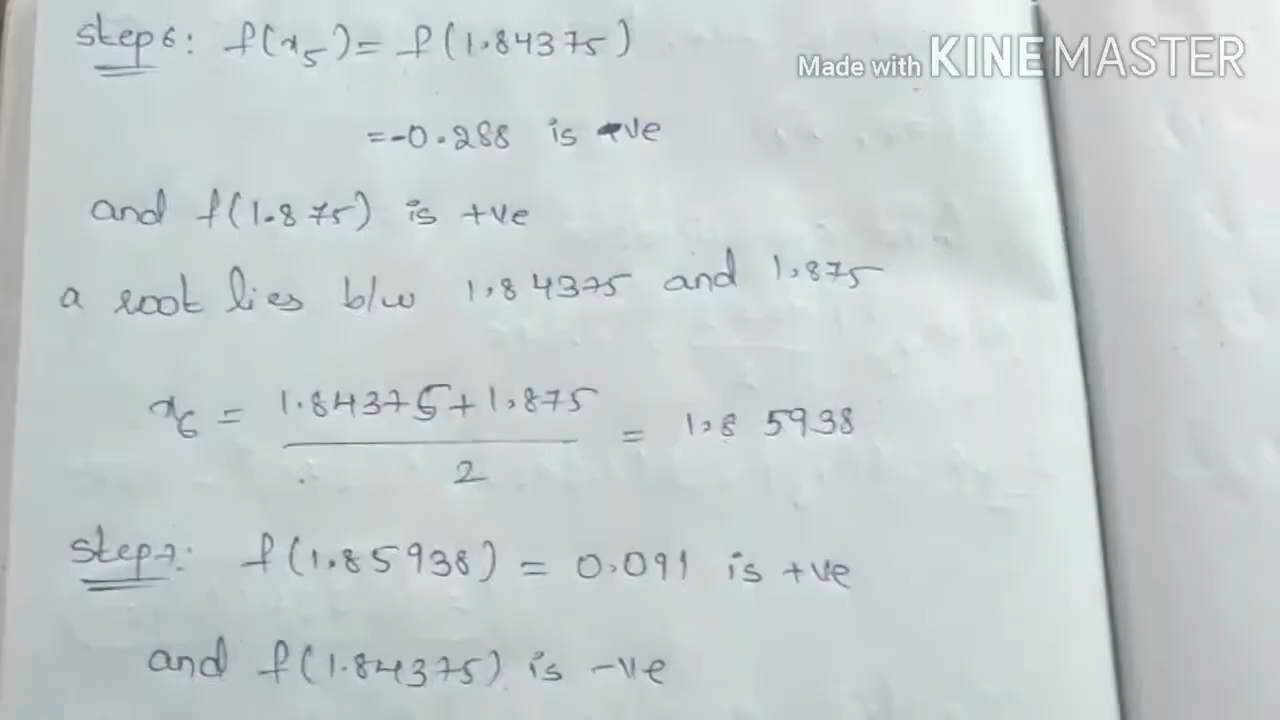 Made with KINEMASTER
step 6: f(x₅) = f(1.84375)
= -0.288 is -ve
and f(1.875) is +ve
a root lies b/w 1.84375 and 1.875
x₆ = (1.84375 + 1.875) / 2 = 1.85938
step 7: f(1.85938) = 0.091 is +ve
and f(1.84375) is -ve